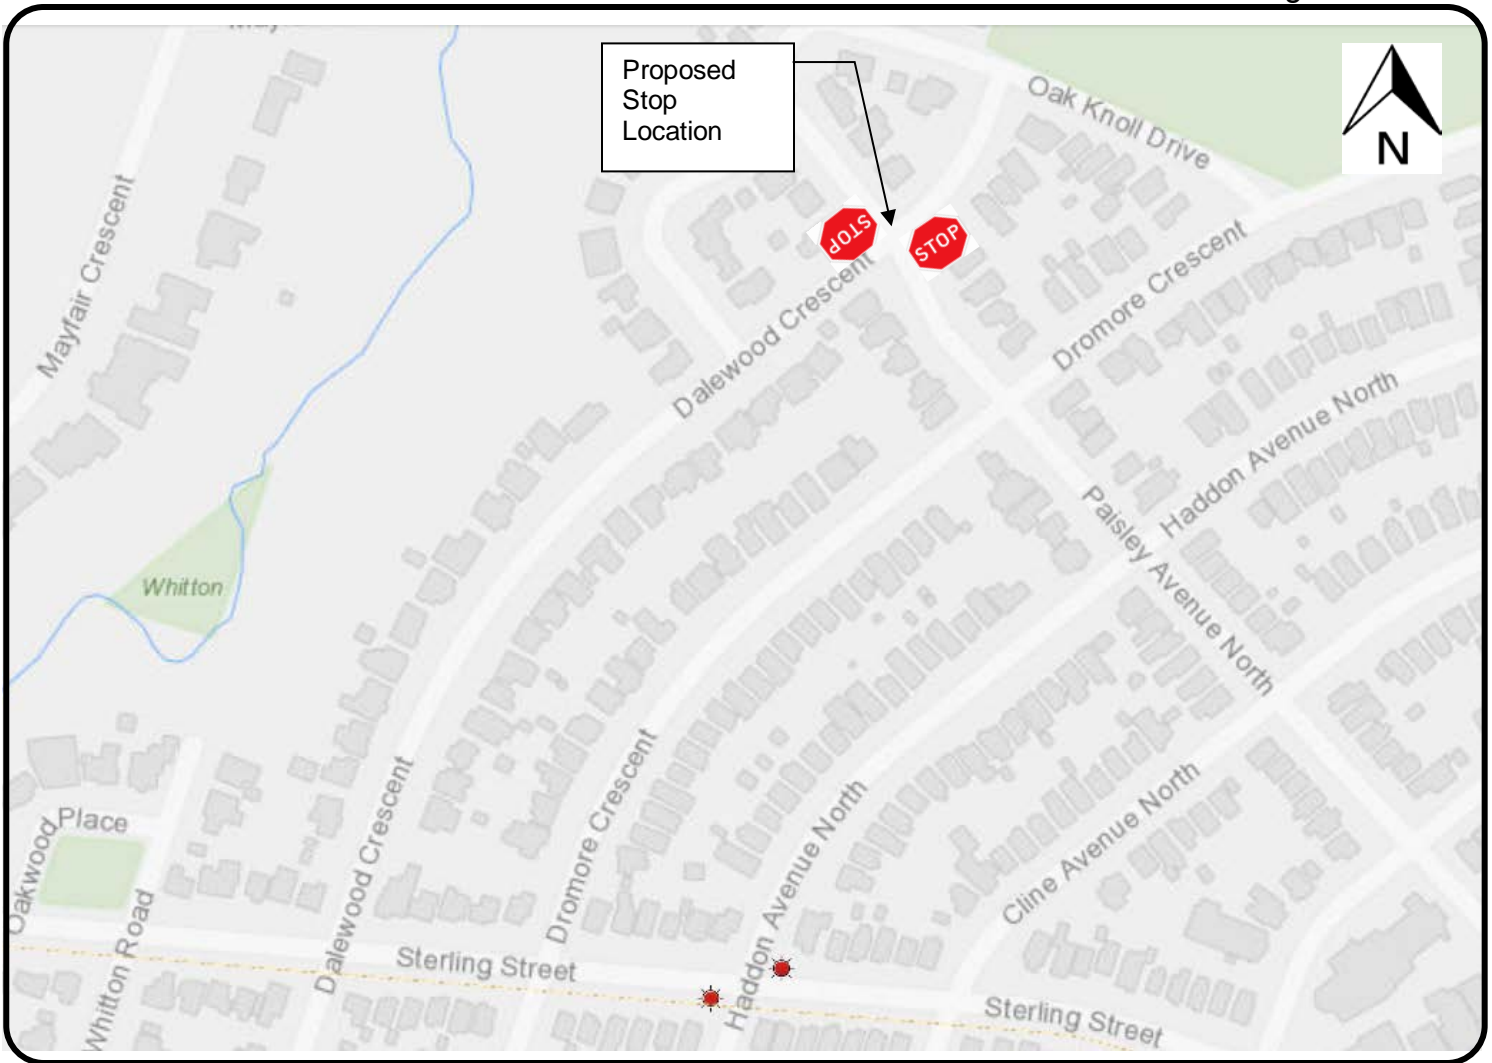 Proposed
Stop
Location
N
Oak Knoll Drive
Mayfair Crescent
STOP
STOP
Dromore Crescent
Dalewood Crescent
Haddon Avenue North
Paisley Avenue North
Whitton
Oakwood Place
Whitton Road
Dalewood Crescent
Dromore Crescent
Haddon Avenue North
Cline Avenue North
Sterling Street
Sterling Street